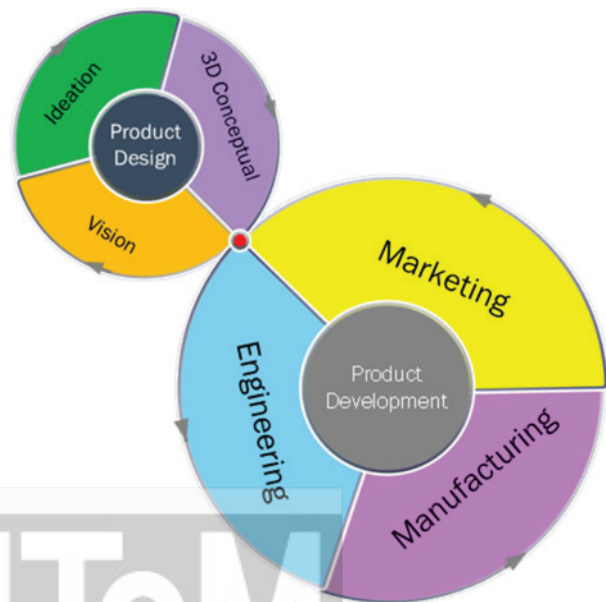 Ideation
3D Conceptual
Product
Design
Vision
Marketing
Engineering
Product
Development
Manufacturing